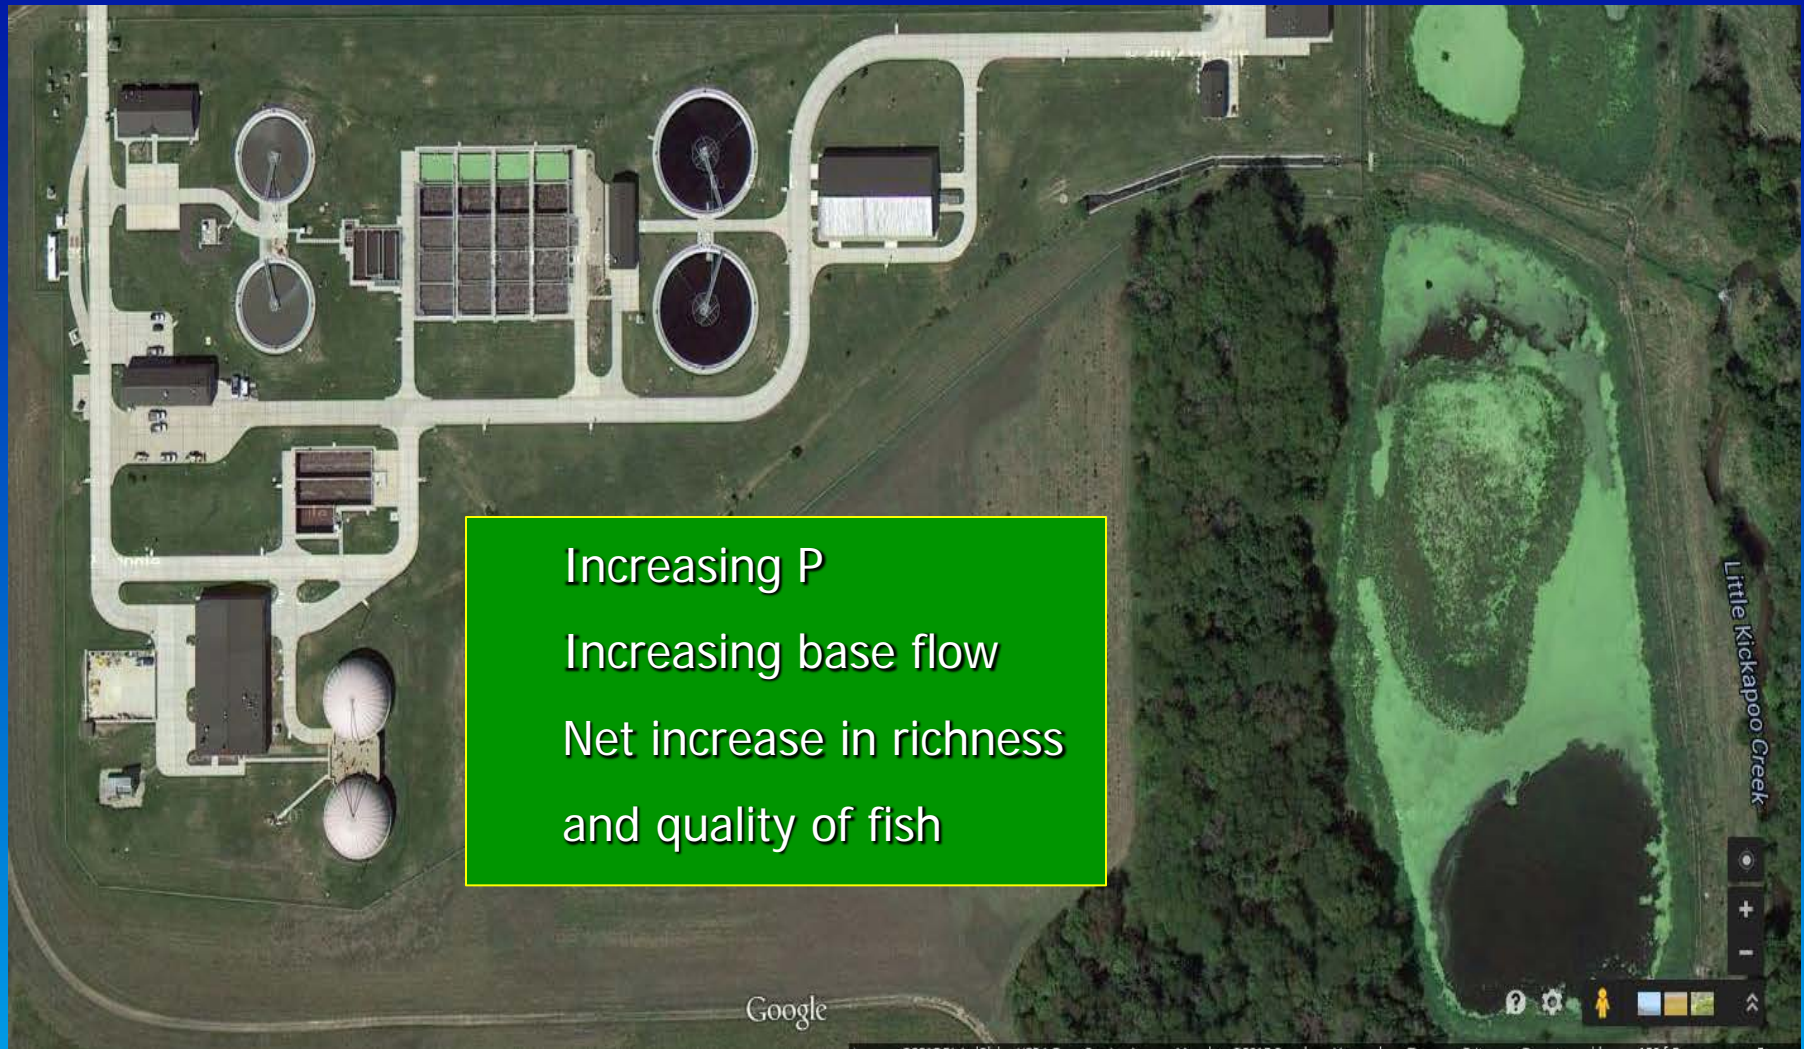 Increasing P
Increasing base flow
Net increase in richness
and quality of fish
Little Kickapoo Creek
Google